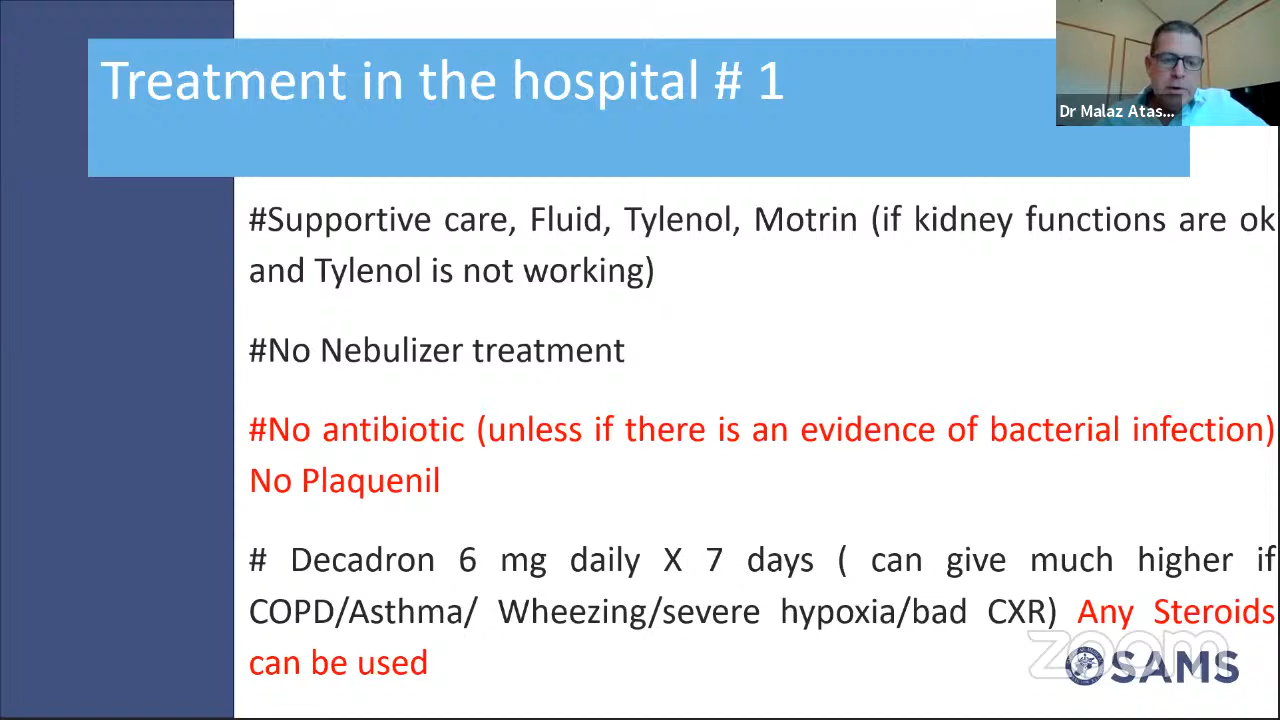 Treatment in the hospital # 1
Dr Malaz Atas...
#Supportive care, Fluid, Tylenol, Motrin (if kidney functions are ok
and Tylenol is not working)
#No Nebulizer treatment
#No antibiotic (unless if there is an evidence of bacterial infection)
No Plaquenil
# Decadron 6 mg daily X 7 days ( can give much higher if
COPD/Asthma/ Wheezing/severe hypoxia/bad CXR) Any Steroids
can be used
zoom
SAMS